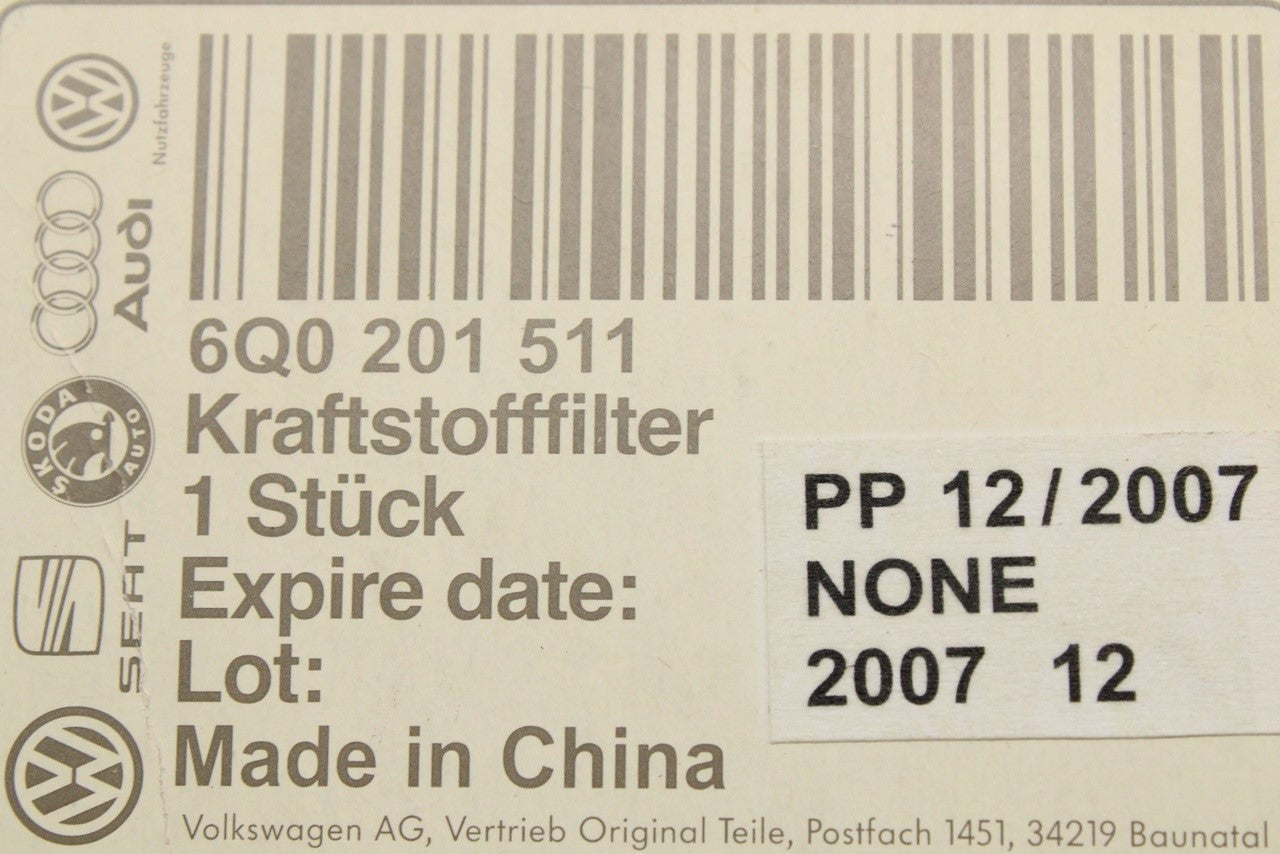 Nutzfahrzeuge
Audi
ŠKODA AUTO
SEAT
6Q0 201 511
Kraftstofffilter
1 Stück
PP 12/2007
Expire date:
NONE
Lot:
2007 12
Made in China
Volkswagen AG, Vertrieb Original Teile, Postfach 1451, 34219 Baunatal